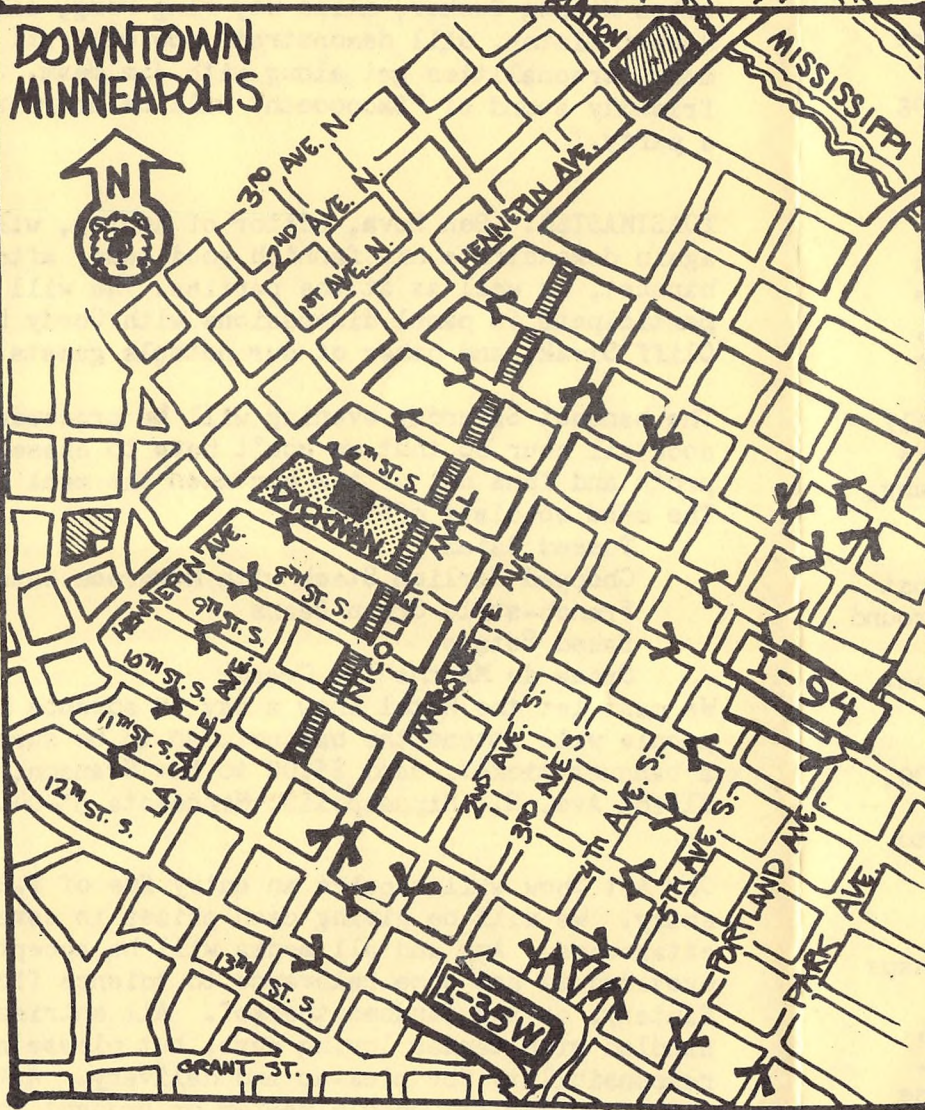 DOWNTOWN
MINNEAPOLIS
MISSISSIPPI
N
3RD AVE. N.
2ND AVE. N.
1ST AVE. N.
HENNEPIN AVE.
7TH ST. S.
DYCKMAN
MALL
NICOLLET
AVE.
MARQUETTE
HENNEPIN AVE.
8TH ST. S.
9TH ST. S.
10TH ST. S.
11TH ST. S.
12TH ST. S.
LA SALLE AVE.
I-94
2ND AVE. S.
3RD AVE. S.
4TH AVE. S.
5TH AVE. S.
PORTLAND AVE.
PARK AVE.
13TH ST. S.
I-35W
GRANT ST.